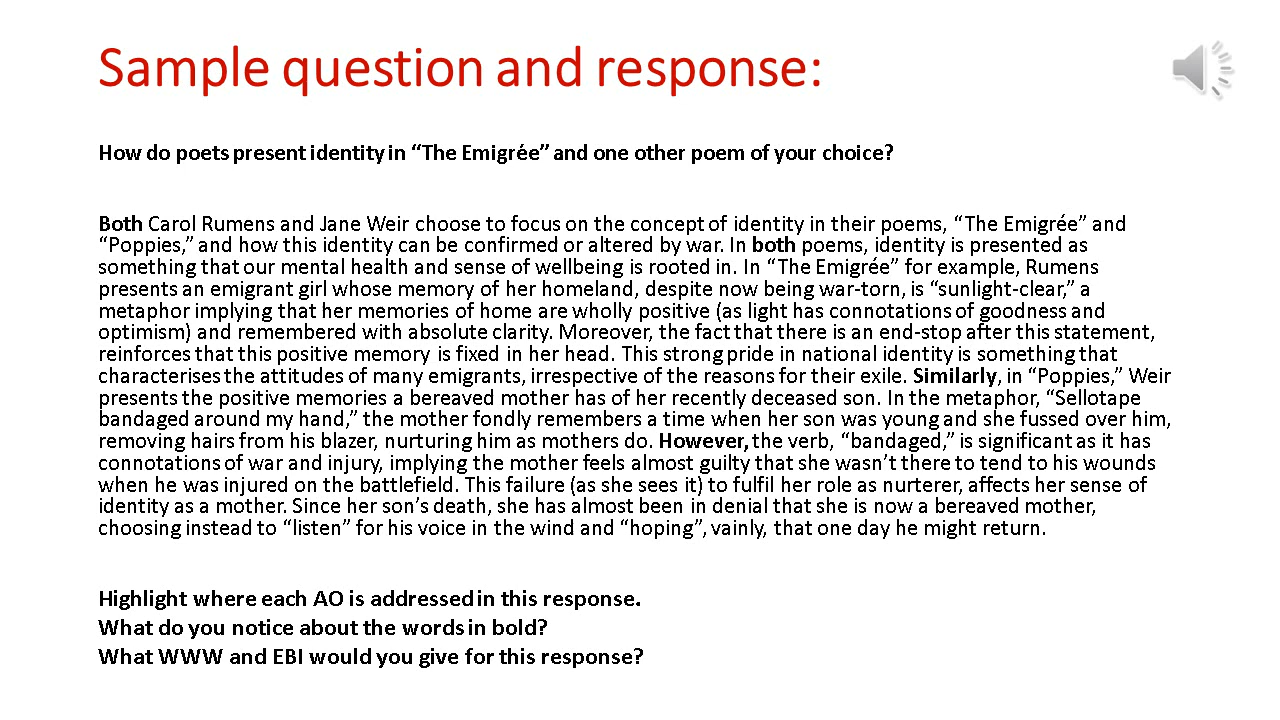 Sample question and response:
How do poets present identity in “The Emigrée” and one other poem of your choice?
Both Carol Rumens and Jane Weir choose to focus on the concept of identity in their poems, “The Emigrée” and
“Poppies,” and how this identity can be confirmed or altered by war. In both poems, identity is presented as
something that our mental health and sense of wellbeing is rooted in. In “The Emigrée” for example, Rumens
presents an emigrant girl whose memory of her homeland, despite now being war-torn, is “sunlight-clear,” a
metaphor implying that her memories of home are wholly positive (as light has connotations of goodness and
optimism) and remembered with absolute clarity. Moreover, the fact that there is an end-stop after this statement,
reinforces that this positive memory is fixed in her head. This strong pride in national identity is something that
characterises the attitudes of many emigrants, irrespective of the reasons for their exile. Similarly, in “Poppies,” Weir
presents the positive memories a bereaved mother has of her recently deceased son. In the metaphor, “Sellotape
bandaged around my hand,” the mother fondly remembers a time when her son was young and she fussed over him,
removing hairs from his blazer, nurturing him as mothers do. However, the verb, “bandaged,” is significant as it has
connotations of war and injury, implying the mother feels almost guilty that she wasn’t there to tend to his wounds
when he was injured on the battlefield. This failure (as she sees it) to fulfil her role as nurterer, affects her sense of
identity as a mother. Since her son’s death, she has almost been in denial that she is now a bereaved mother,
choosing instead to “listen” for his voice in the wind and “hoping”, vainly, that one day he might return.
Highlight where each AO is addressed in this response.
What do you notice about the words in bold?
What WWW and EBI would you give for this response?